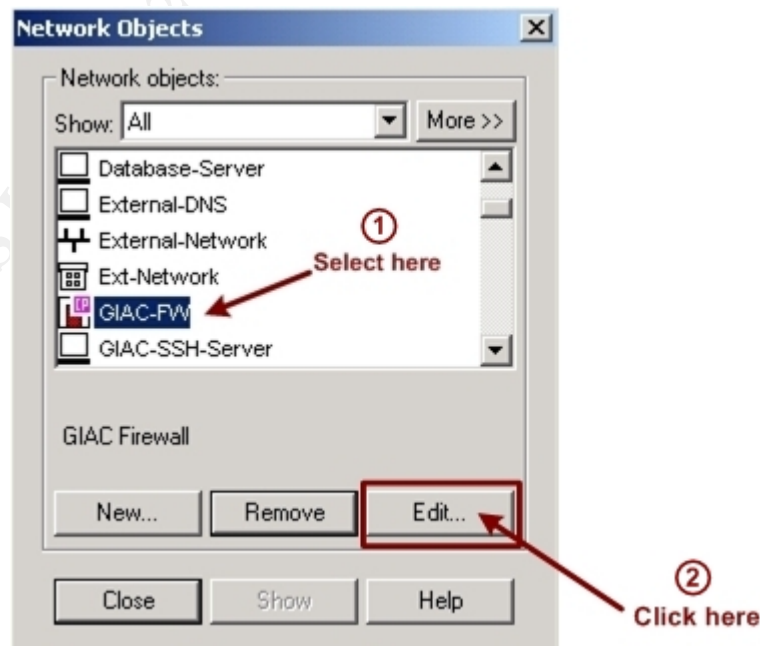 Network Objects
Network objects:
Show: All More >>
Database-Server
External-DNS
External-Network
Ext-Network
CP GIAC-FW
GIAC-SSH-Server
1
Select here
GIAC Firewall
New... Remove Edit...
Close Show Help
2
Click here